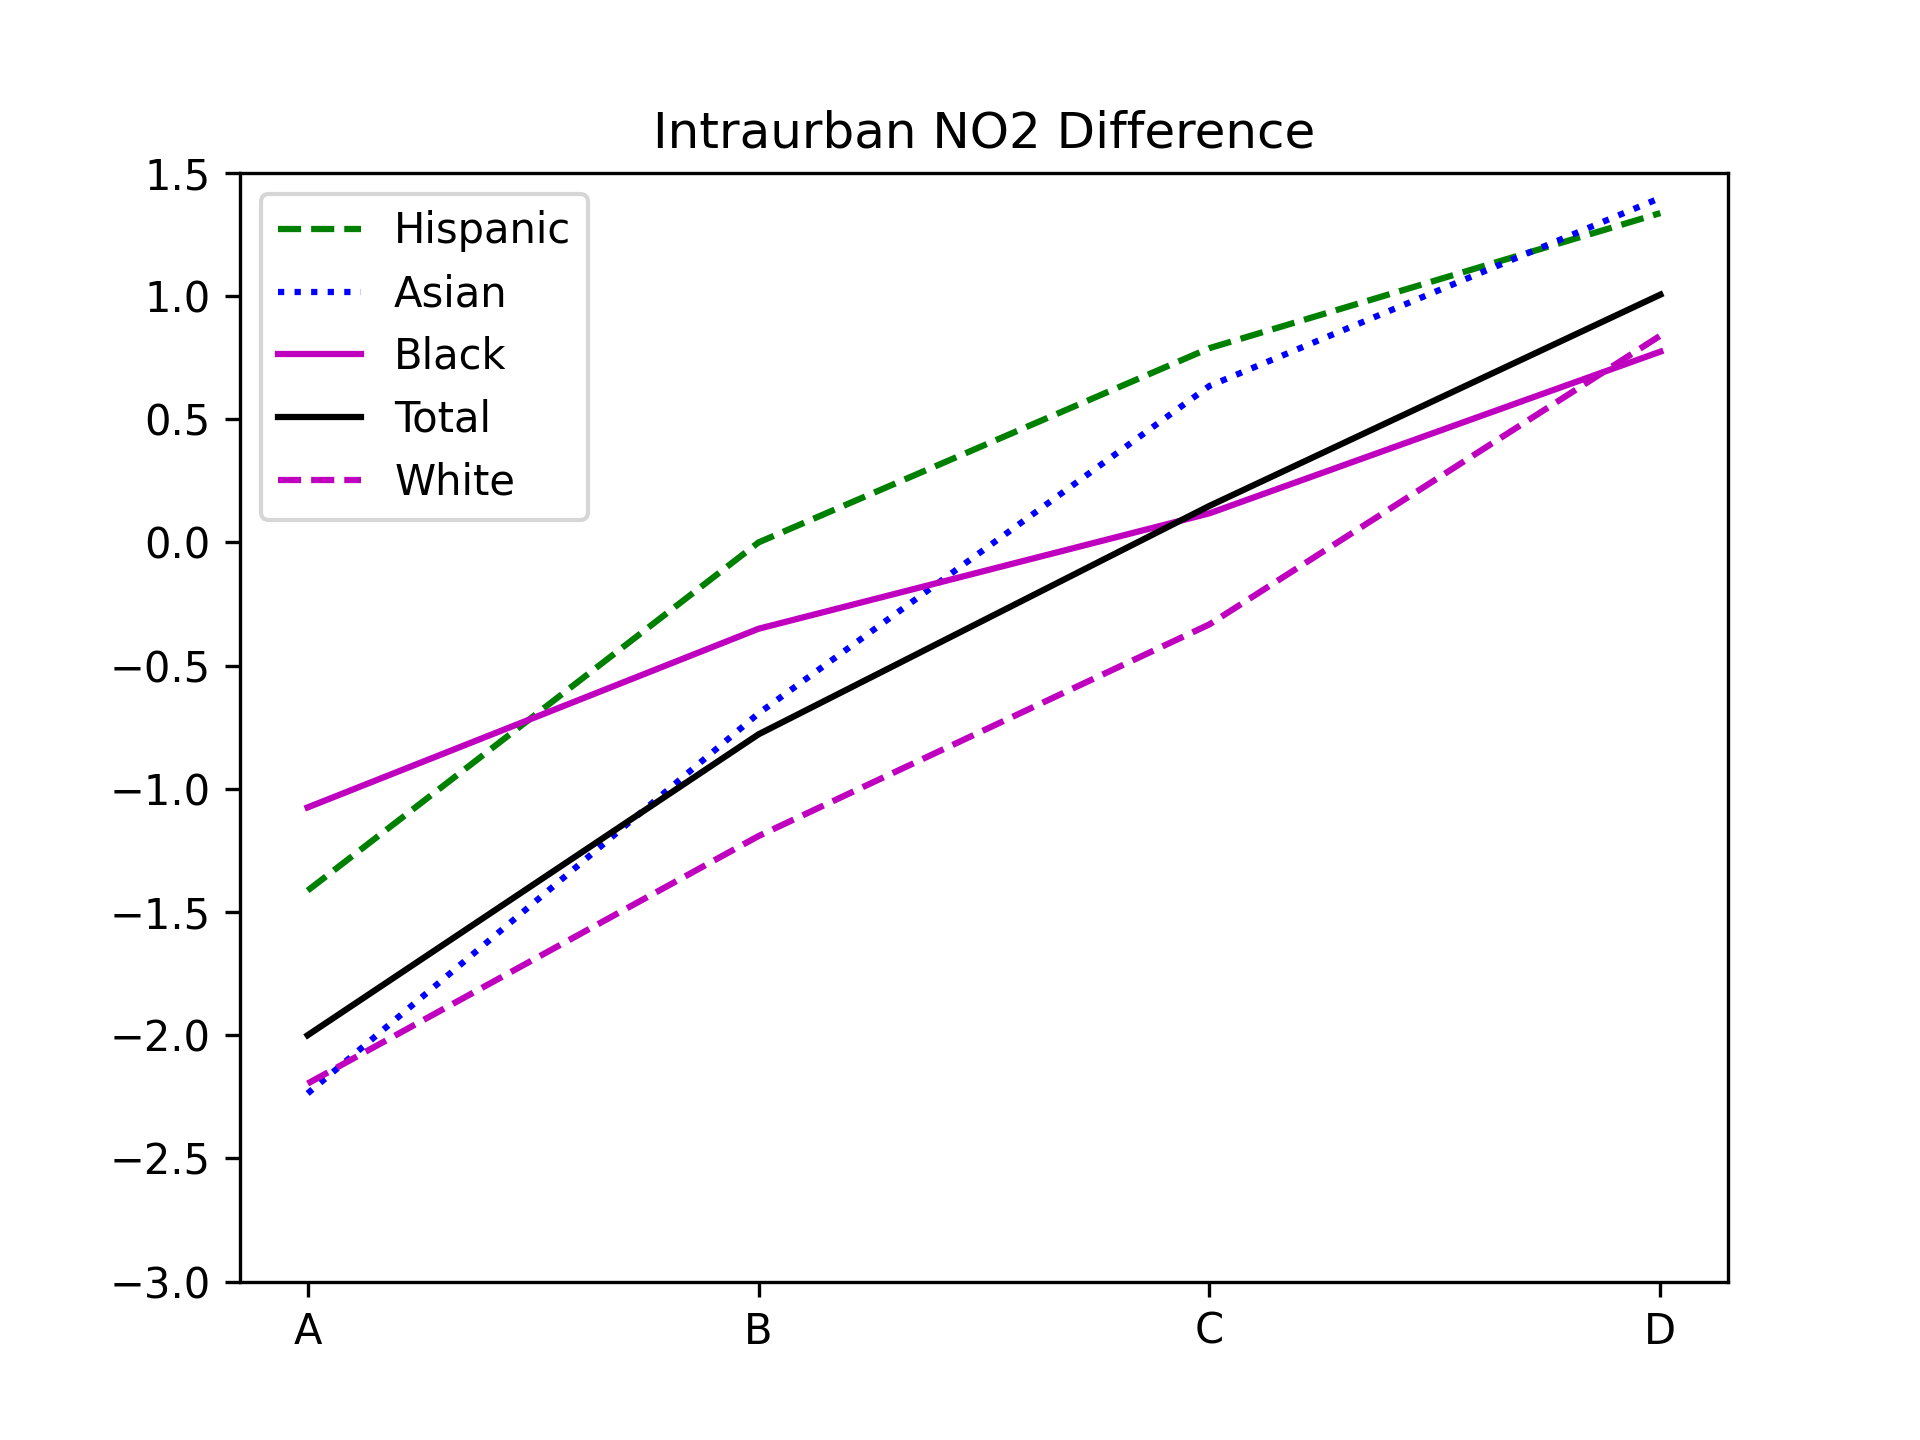 Intraurban NO2 Difference
1.5
1.0
0.5
0.0
−0.5
−1.0
−1.5
−2.0
−2.5
−3.0
Hispanic
Asian
Black
Total
White
A B C D